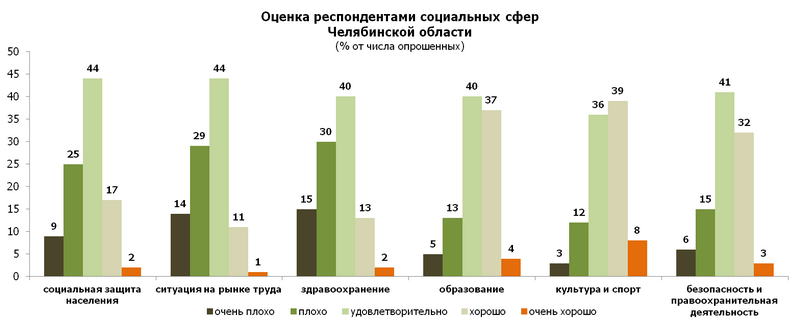 Оценка респондентами социальных сфер
Челябинской области
(% от числа опрошенных)
50
45
40
35
30
25
20
15
10
5
0
9 25 44 17 2
14 29 44 11 1
15 30 40 13 2
5 13 40 37 4
3 12 36 39 8
6 15 41 32 3
социальная защита
населения
ситуация на рынке труда
здравоохранение
образование
культура и спорт
безопасность и
правоохранительная
деятельность
очень плохо плохо удовлетворительно хорошо очень хорошо